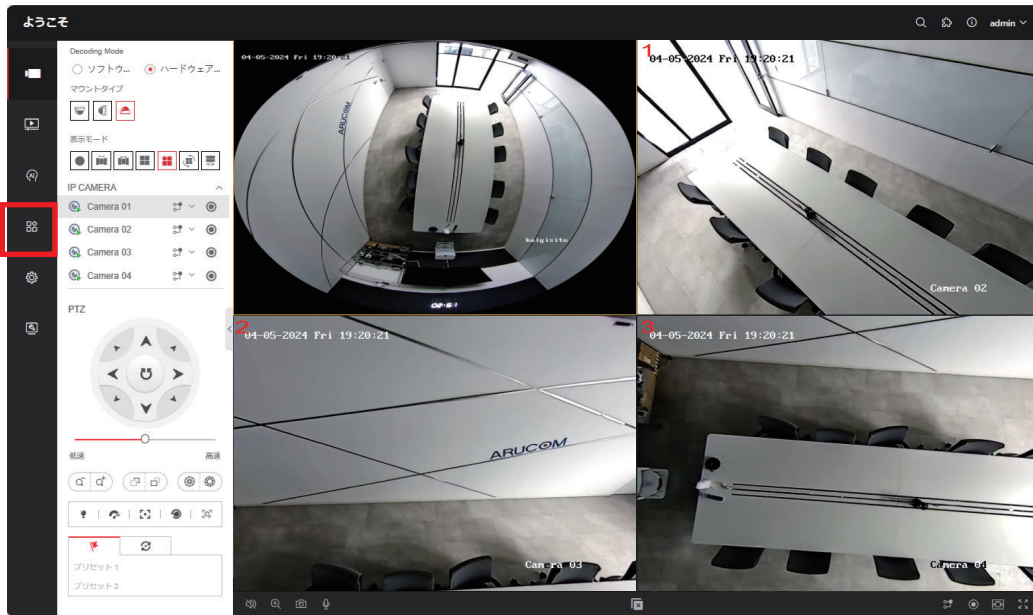 ようこそ
admin
Decoding Mode
ソフトウ...
ハードウェア...
マウントタイプ
表示モード
IP CAMERA
Camera 01
Camera 02
Camera 03
Camera 04
PTZ
低速
高速
プリセット 1
プリセット 2
04-05-2024 Fri 19:20:21
ARUCOM
kaigisitu
1
04-05-2024 Fri 19:20:21
Camera 02
2
04-05-2024 Fri 19:20:21
ARUCOM
Camera 03
3
04-05-2024 Fri 19:20:21
Camera 04
AI